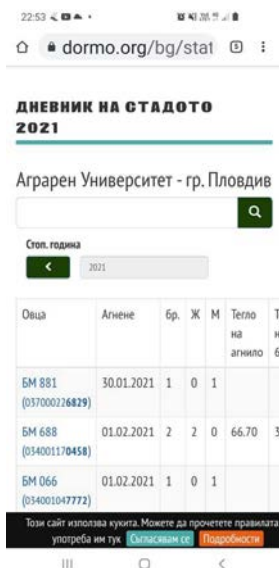 22:53
dormo.org/bg/stat
5
ДНЕВНИК НА СТАДОТО
2021
Аграрен Университет - гр. Пловдив
Стоп. година
2021
Овца Агнене бр. Ж М Тегло на агнило
БМ 881 30.01.2021 1 0 1
(037000226829)
БМ 688 01.02.2021 2 2 0 66.70 3
(034001170458)
БМ 066 01.02.2021 1 0 1
(034001047772)
Този сайт използва кукита. Можете да прочетете правилата
употреба им тук Съгласявам се Подробности